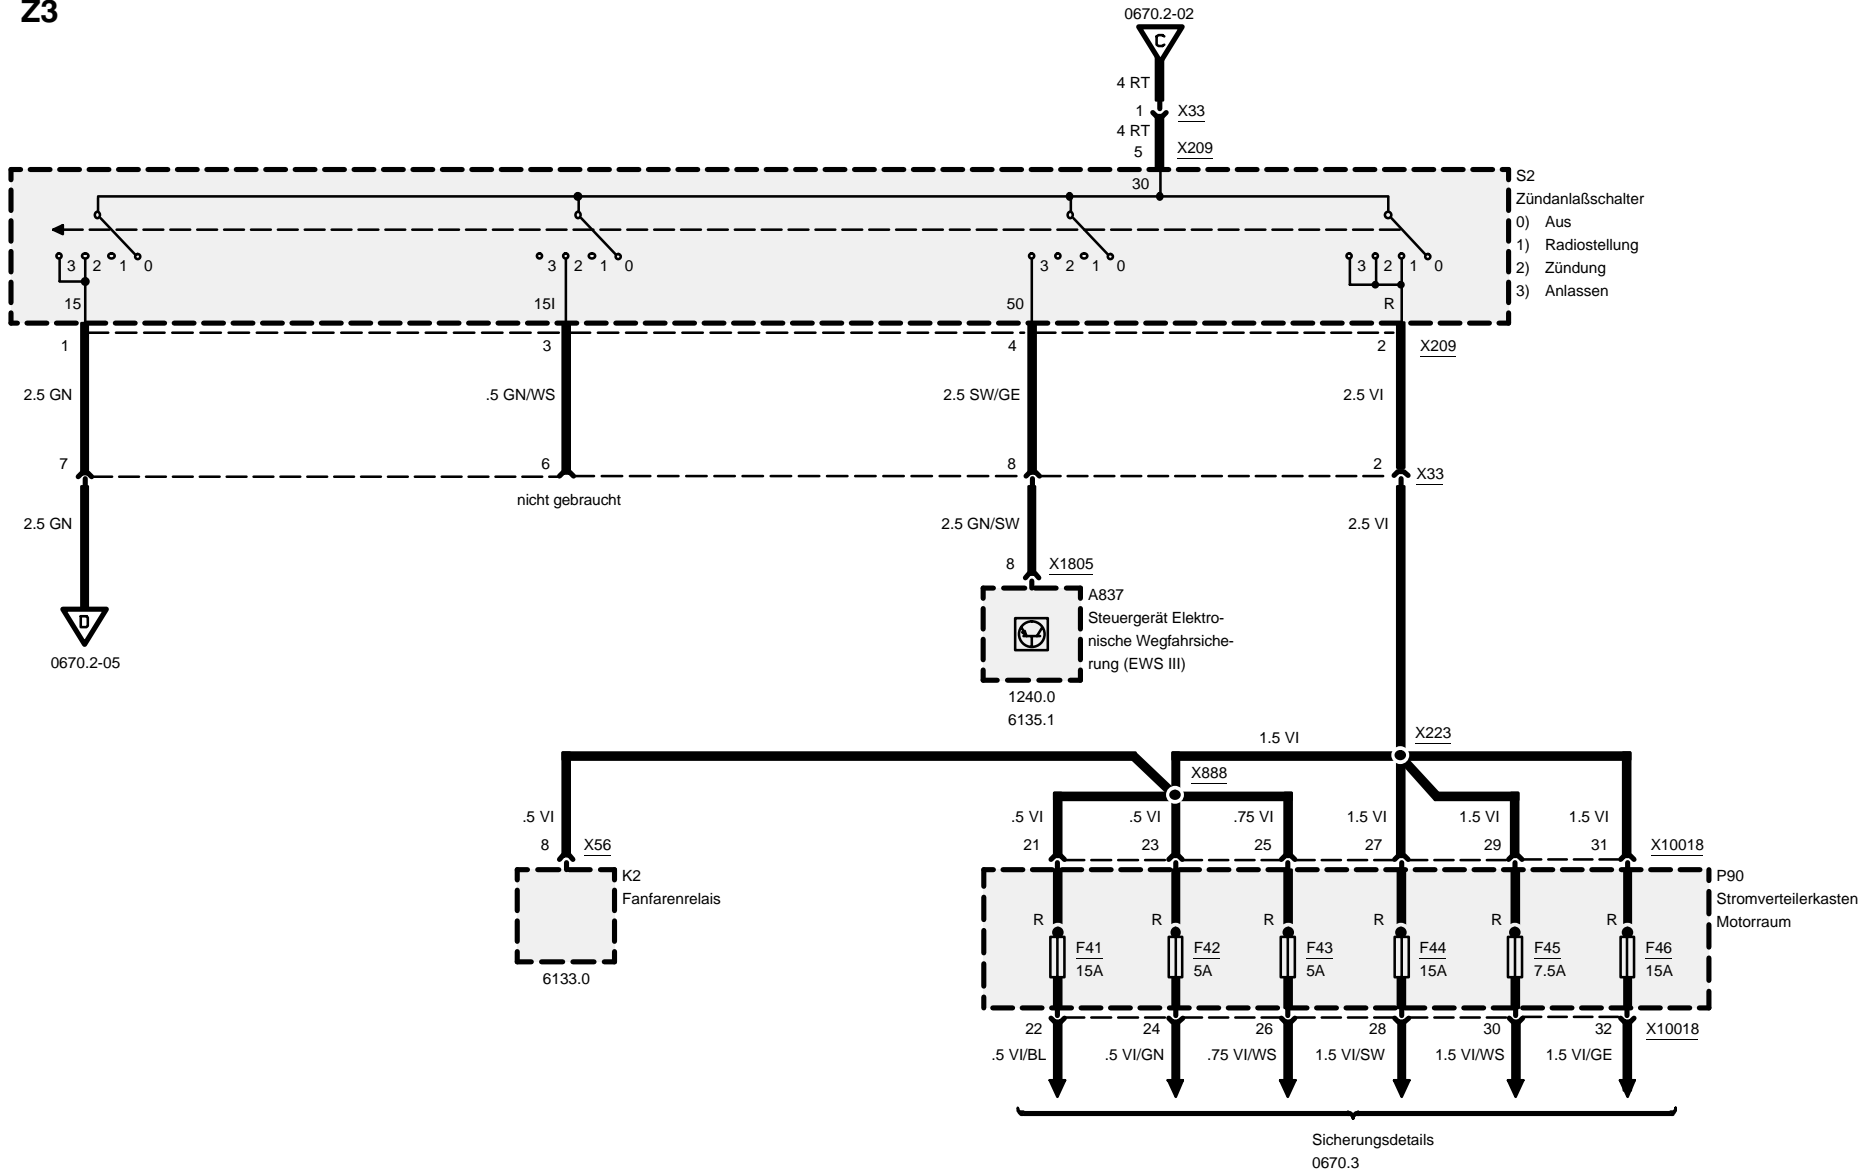 Z3
0670.2-02
C
4 RT
1 X33
4 RT
5 X209
30
S2
Zündanlaßschalter
0) Aus
1) Radiostellung
2) Zündung
3) Anlassen
3 2 1 0
3 2 1 0
3 2 1 0
3 2 1 0
15 15I 50 R
1 3 4 2 X209
2.5 GN .5 GN/WS 2.5 SW/GE 2.5 VI
7 6 8 2 X33
nicht gebraucht
2.5 GN 2.5 GN/SW 2.5 VI
8 X1805
D
0670.2-05
A837
Steuergerät Elektro-
nische Wegfahrsiche-
rung (EWS III)
1240.0
6135.1
1.5 VI X223
X888
.5 VI .5 VI .5 VI .75 VI 1.5 VI 1.5 VI 1.5 VI
8 X56 21 23 25 27 29 31 X10018
K2
Fanfarenrelais
6133.0
P90
Stromverteilerkasten
Motorraum
R R R R R R
F41 F42 F43 F44 F45 F46
15A 5A 5A 15A 7.5A 15A
22 24 26 28 30 32 X10018
.5 VI/BL .5 VI/GN .75 VI/WS 1.5 VI/SW 1.5 VI/WS 1.5 VI/GE
Sicherungsdetails
0670.3